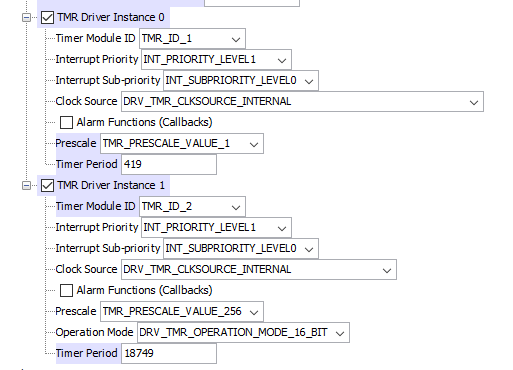 TMR Driver Instance 0
Timer Module ID TMR_ID_1
Interrupt Priority INT_PRIORITY_LEVEL1
Interrupt Sub-priority INT_SUBPRIORITY_LEVEL0
Clock Source DRV_TMR_CLKSOURCE_INTERNAL
Alarm Functions (Callbacks)
Prescale TMR_PRESCALE_VALUE_1
Timer Period 419
TMR Driver Instance 1
Timer Module ID TMR_ID_2
Interrupt Priority INT_PRIORITY_LEVEL1
Interrupt Sub-priority INT_SUBPRIORITY_LEVEL0
Clock Source DRV_TMR_CLKSOURCE_INTERNAL
Alarm Functions (Callbacks)
Prescale TMR_PRESCALE_VALUE_256
Operation Mode DRV_TMR_OPERATION_MODE_16_BIT
Timer Period 18749